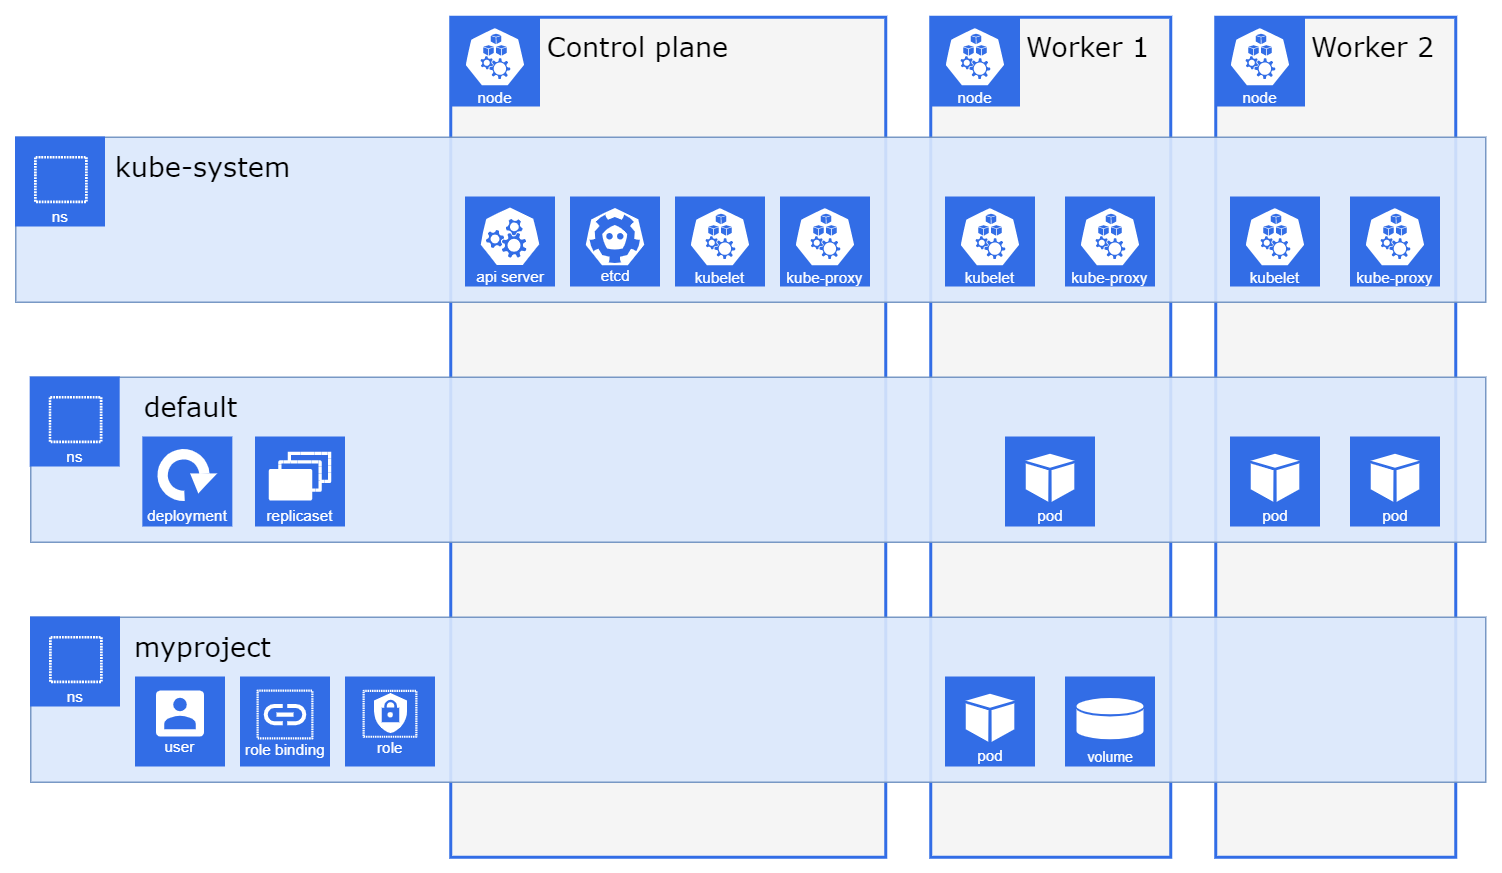 Control plane
node
Worker 1
node
Worker 2
node
kube-system
ns
api server
etcd
kubelet
kube-proxy
kubelet
kube-proxy
kubelet
kube-proxy
default
ns
deployment
replicaset
pod
pod
pod
myproject
ns
user
role binding
role
pod
volume